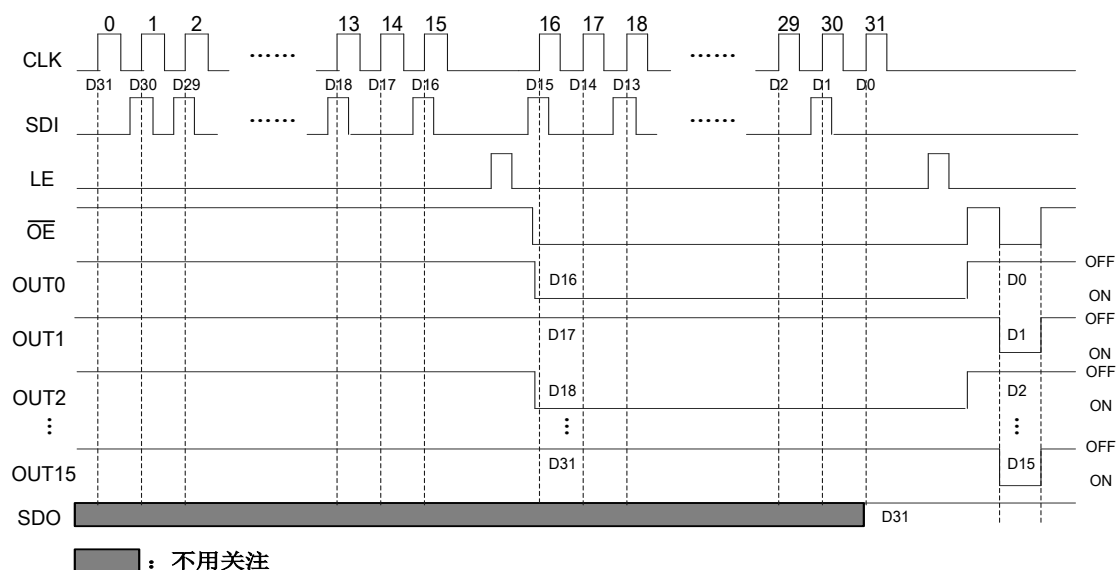 0 1 2 13 14 15 16 17 18 29 30 31
CLK …… ……
D31 D30 D29 D18 D17 D16 D15 D14 D13 D2 D1 D0
SDI …… ……
LE
OE
OFF
OUT0 D16 D0
ON
OFF
OUT1 D17 D1
ON
OFF
OUT2 D18 D2
ON
⋮ ⋮ ⋮
OFF
OUT15 D31 D15
ON
SDO D31
：不用关注